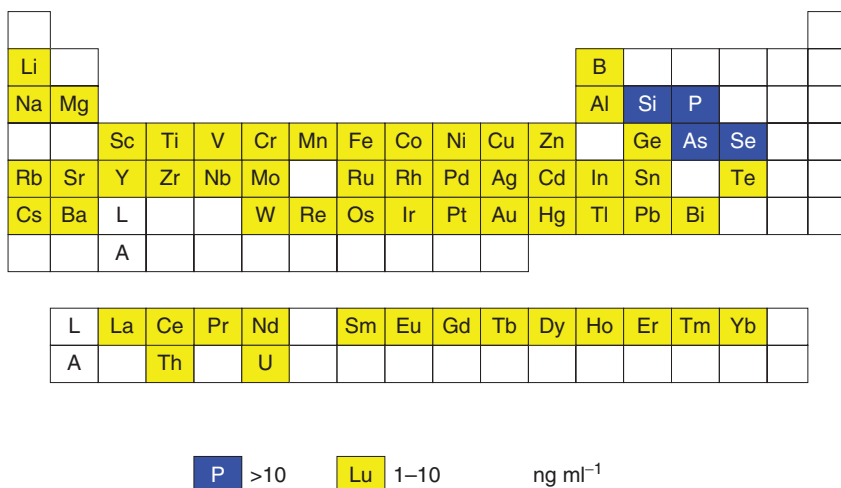 Li B
Na Mg Al Si P
Sc Ti V Cr Mn Fe Co Ni Cu Zn Ge As Se
Rb Sr Y Zr Nb Mo Ru Rh Pd Ag Cd In Sn Te
Cs Ba L W Re Os Ir Pt Au Hg Tl Pb Bi
A
L La Ce Pr Nd Sm Eu Gd Tb Dy Ho Er Tm Yb
A Th U
P >10 Lu 1–10 ng ml⁻¹